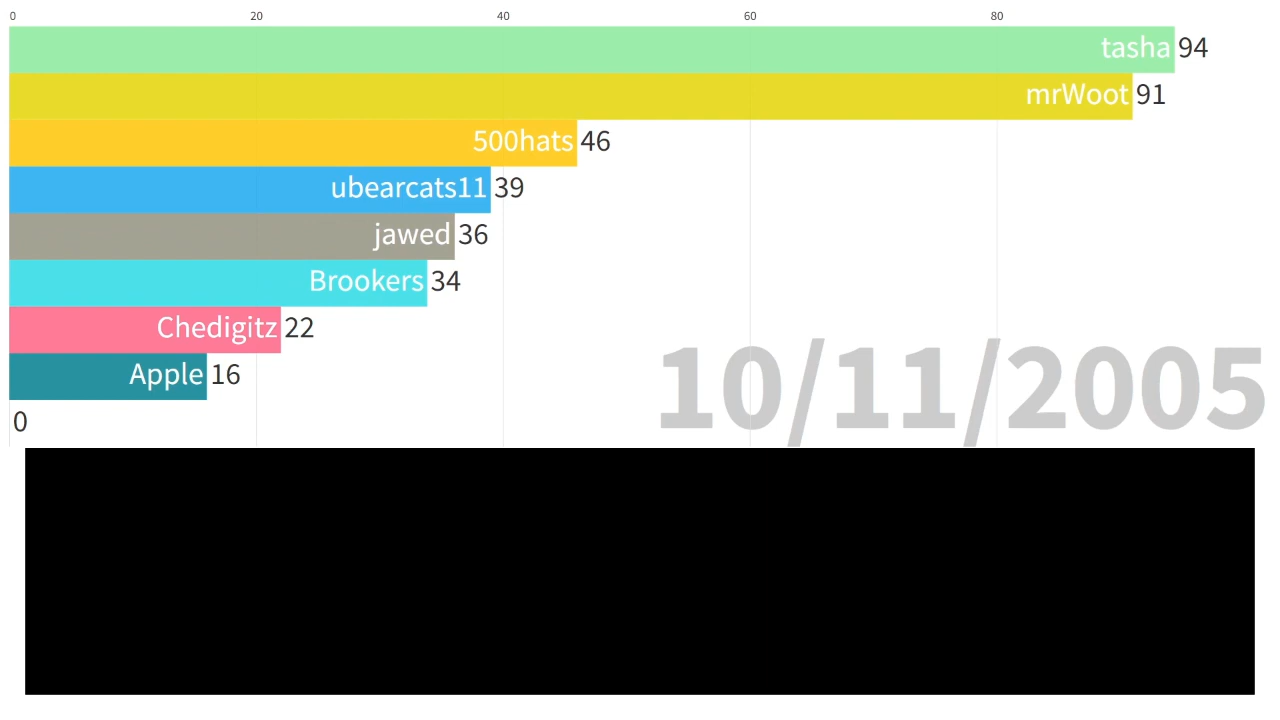 0 20 40 60 80
tasha 94
mrWoot 91
500hats 46
ubearcats11 39
jawed 36
Brookers 34
Chedigitz 22
Apple 16
0
10/11/2005